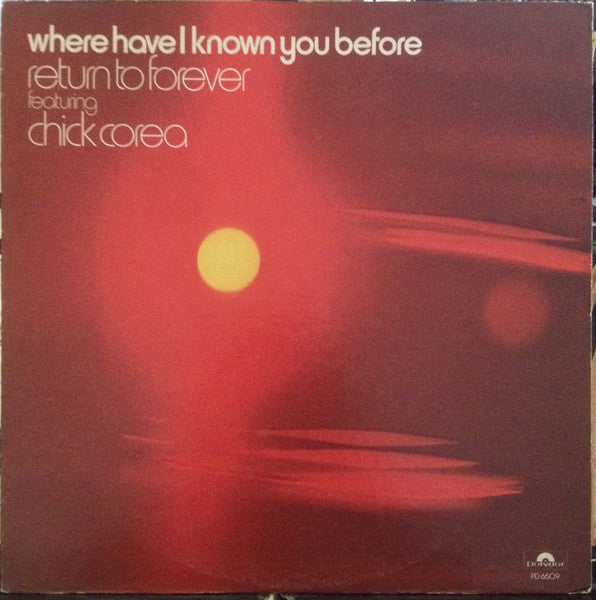 where have I known you before
return to forever
featuring
chick corea
Polydor
PD 6509